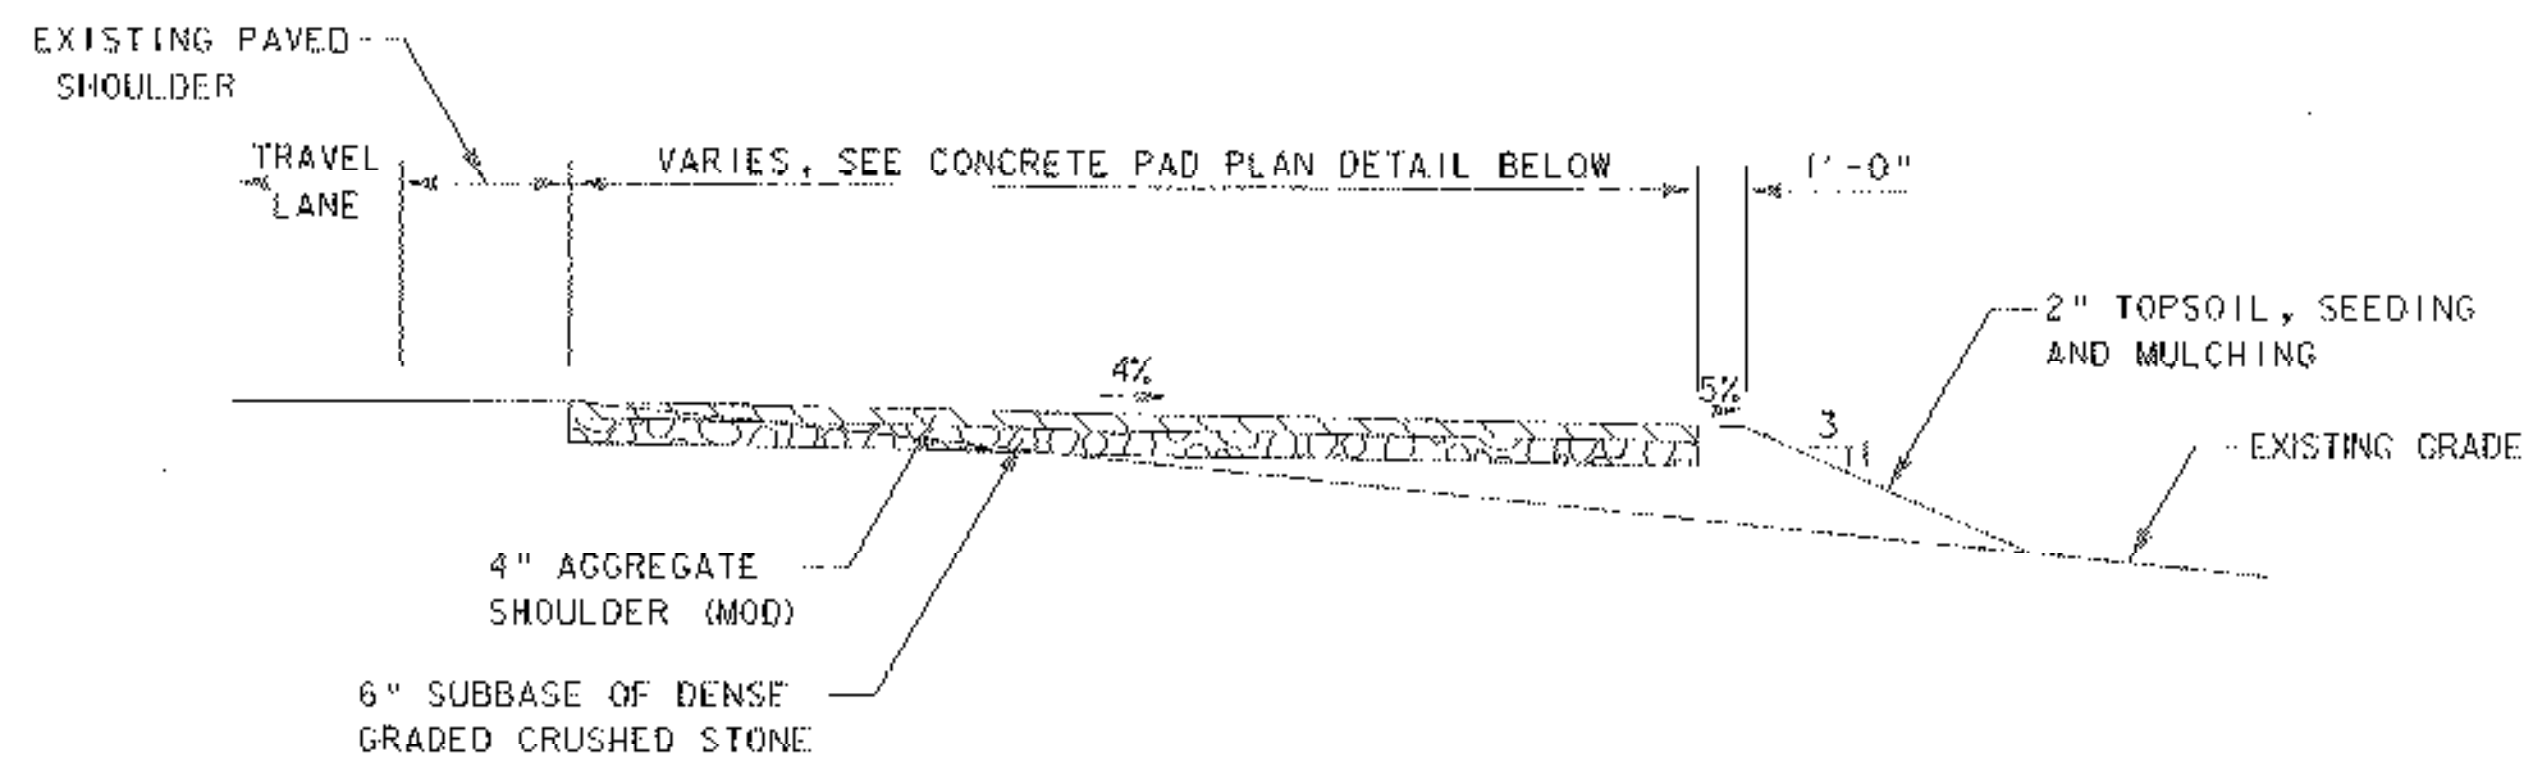 EXISTING PAVED
SHOULDER
TRAVEL
LANE
VARIES, SEE CONCRETE PAD PLAN DETAIL BELOW
1'-0"
2" TOPSOIL, SEEDING
AND MULCHING
4%
5%
3
1
EXISTING GRADE
4" AGGREGATE
SHOULDER (MOD)
6" SUBBASE OF DENSE
GRADED CRUSHED STONE